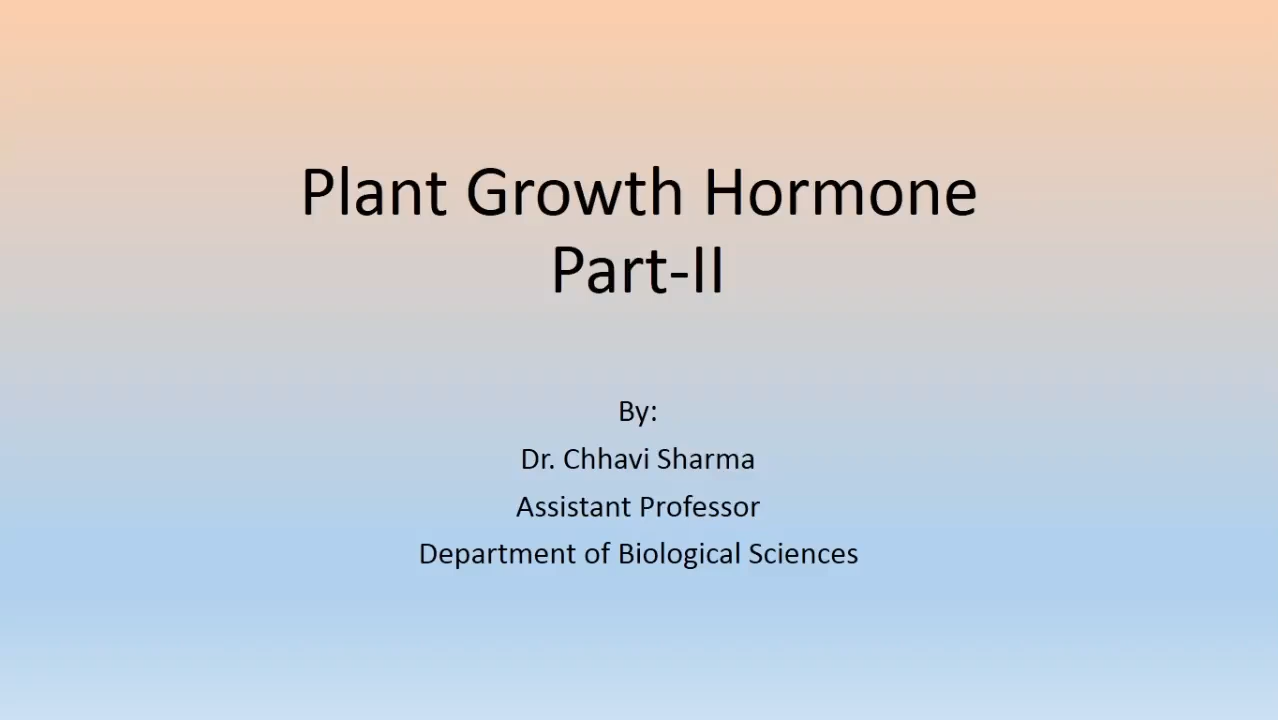 Plant Growth Hormone
Part-II
By:
Dr. Chhavi Sharma
Assistant Professor
Department of Biological Sciences